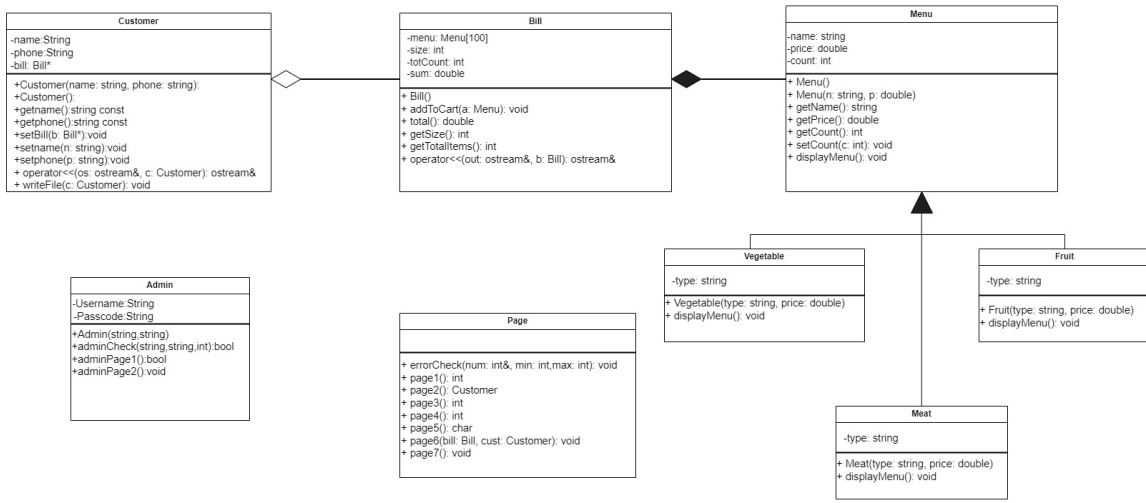 Customer
-name:String
-phone:String
-bill: Bill*
+Customer(name: string, phone: string):
+Customer():
+getname():string const
+getphone():string const
+setBill(b: Bill*):void
+setname(n: string):void
+setphone(p: string):void
+ operator<<(os: ostream&, c: Customer): ostream&
+ writeFile(c: Customer): void
Bill
-menu: Menu[100]
-size: int
-totCount: int
-sum: double
+ Bill()
+ addToCart(a: Menu): void
+ total(): double
+ getSize(): int
+ getTotalItems(): int
+ operator<<(out: ostream&, b: Bill): ostream&
Menu
-name: string
-price: double
-count: int
+ Menu()
+ Menu(n: string, p: double)
+ getName(): string
+ getPrice(): double
+ getCount(): int
+ setCount(c: int): void
+ displayMenu(): void
Vegetable
-type: string
+ Vegetable(type: string, price: double)
+ displayMenu(): void
Fruit
-type: string
+ Fruit(type: string, price: double)
+ displayMenu(): void
Admin
-Username:String
-Passcode:String
+Admin(string,string)
+adminCheck(string,string,int):bool
+adminPage1():bool
+adminPage2():void
Page
+ errorCheck(num: int&, min: int,max: int): void
+ page1(): int
+ page2(): Customer
+ page3(): int
+ page4(): int
+ page5(): char
+ page6(bill: Bill, cust: Customer): void
+ page7(): void
Meat
-type: string
+ Meat(type: string, price: double)
+ displayMenu(): void